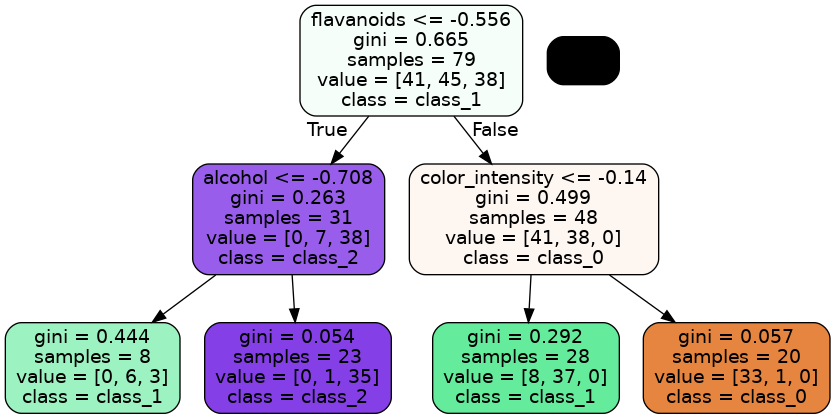 flavanoids <= -0.556
gini = 0.665
samples = 79
value = [41, 45, 38]
class = class_1
True
False
alcohol <= -0.708
gini = 0.263
samples = 31
value = [0, 7, 38]
class = class_2
color_intensity <= -0.14
gini = 0.499
samples = 48
value = [41, 38, 0]
class = class_0
gini = 0.444
samples = 8
value = [0, 6, 3]
class = class_1
gini = 0.054
samples = 23
value = [0, 1, 35]
class = class_2
gini = 0.292
samples = 28
value = [8, 37, 0]
class = class_1
gini = 0.057
samples = 20
value = [33, 1, 0]
class = class_0